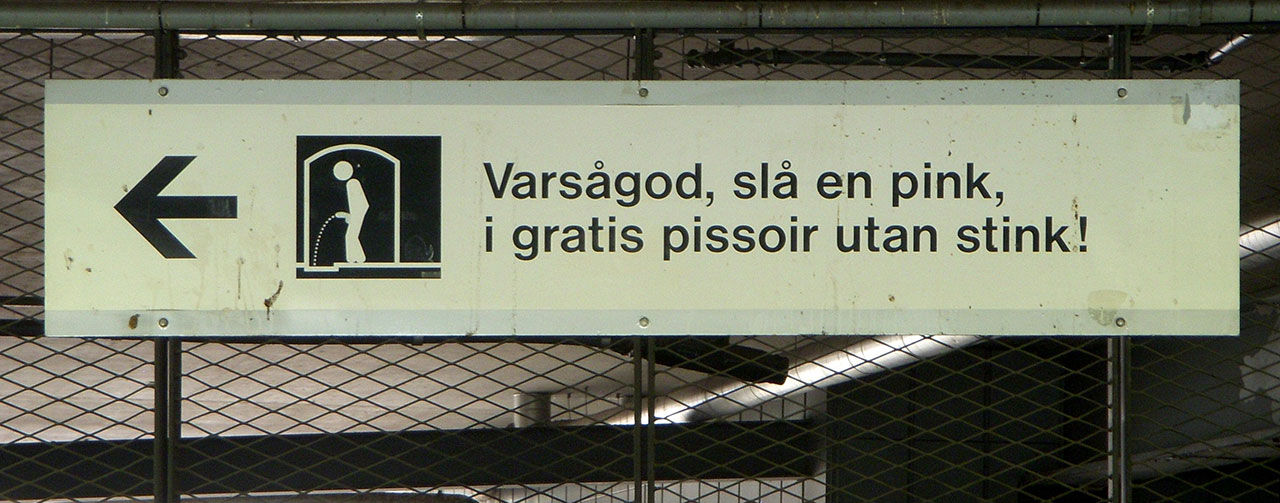 Varsågod, slå en pink,
i gratis pissoir utan stink!